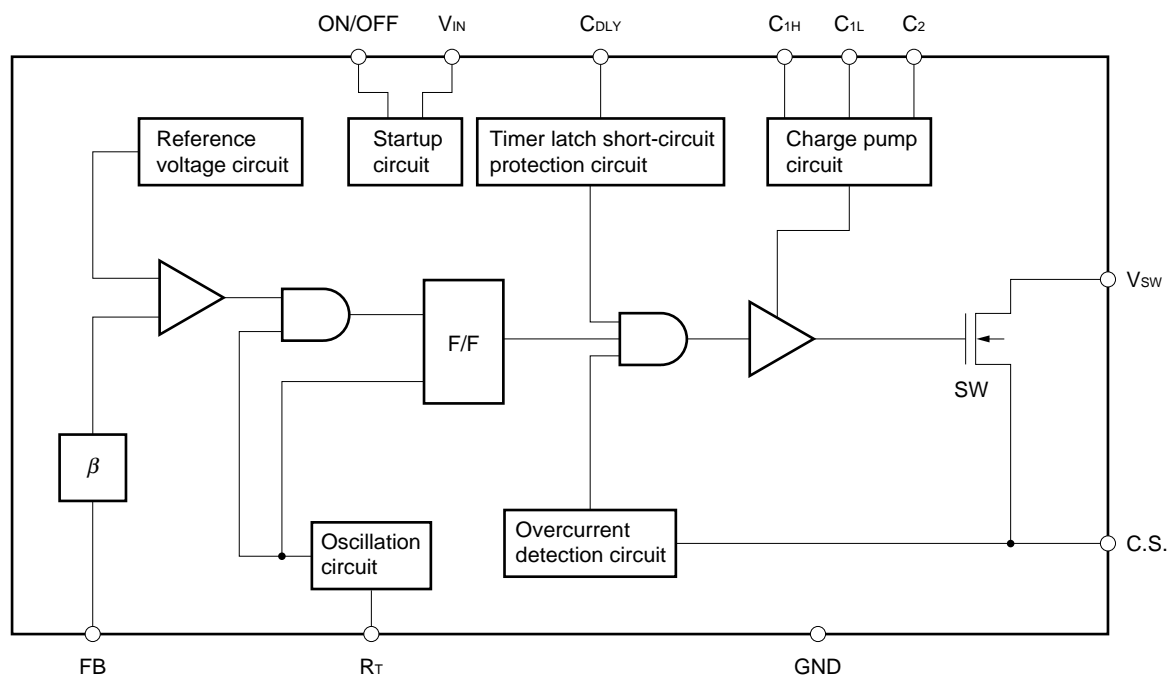 ON/OFF
VIN
CDLY
C1H
C1L
C2
Reference
voltage circuit
Startup
circuit
Timer latch short-circuit
protection circuit
Charge pump
circuit
VSW
F/F
SW
β
Oscillation
circuit
Overcurrent
detection circuit
C.S.
FB
RT
GND